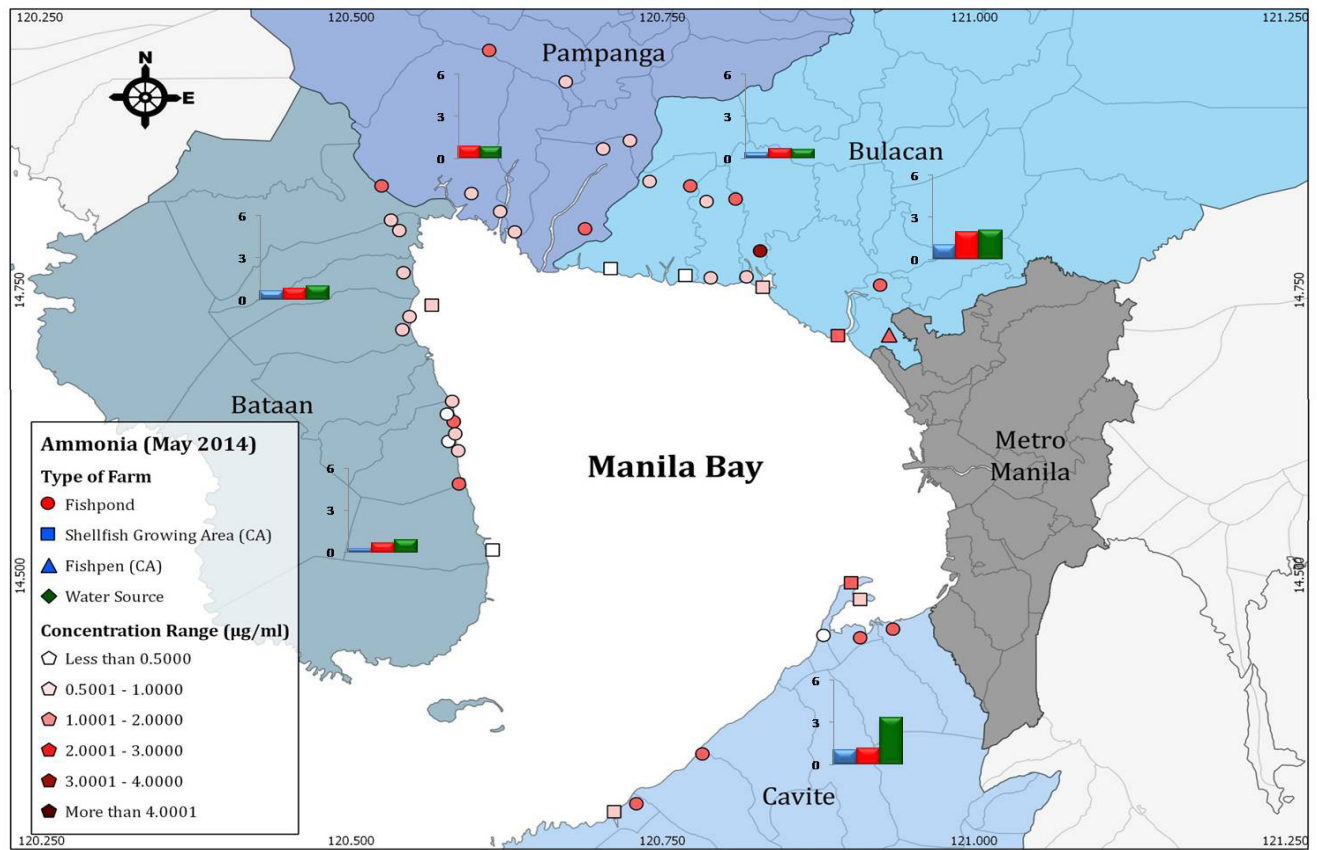 120.250 120.500 120.750 121.000 121.250
N
E
Pampanga
6
3
0
6
3
0
Bulacan
6
3
0
6
3
0
14.750
14.750
Bataan
Manila Bay
Metro
Manila
6
3
0
14.500
14.500
Ammonia (May 2014)
Type of Farm
Fishpond
Shellfish Growing Area (CA)
Fishpen (CA)
Water Source
Concentration Range (µg/ml)
Less than 0.5000
0.5001 - 1.0000
1.0001 - 2.0000
2.0001 - 3.0000
3.0001 - 4.0000
More than 4.0001
6
3
0
Cavite
120.250 120.500 120.750 121.000 121.250